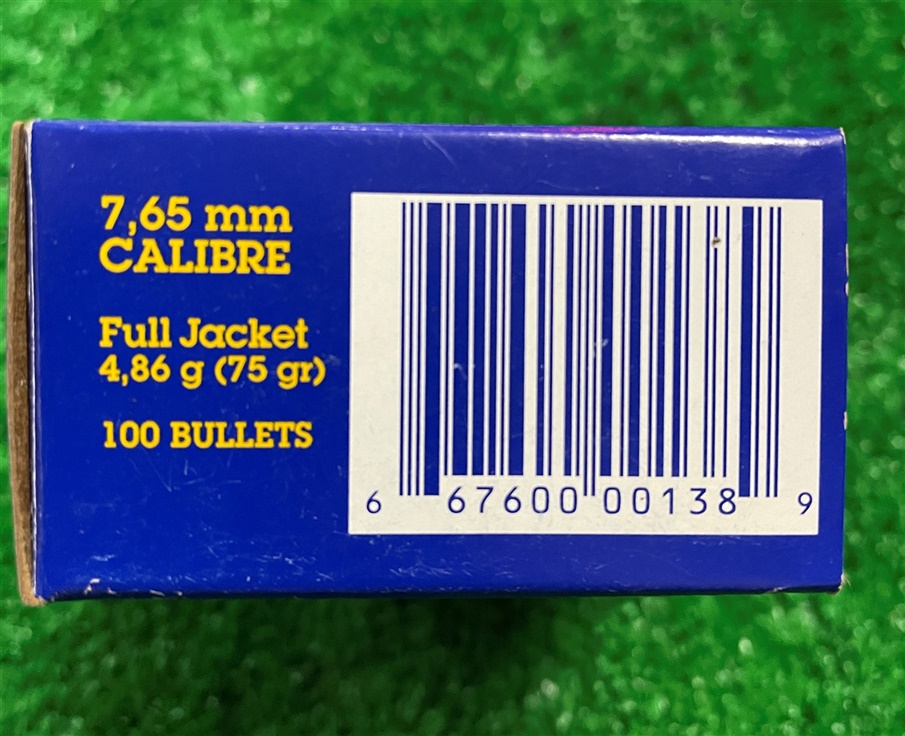 7,65 mm
CALIBRE
Full Jacket
4,86 g (75 gr)
100 BULLETS
6 67600 00138 9